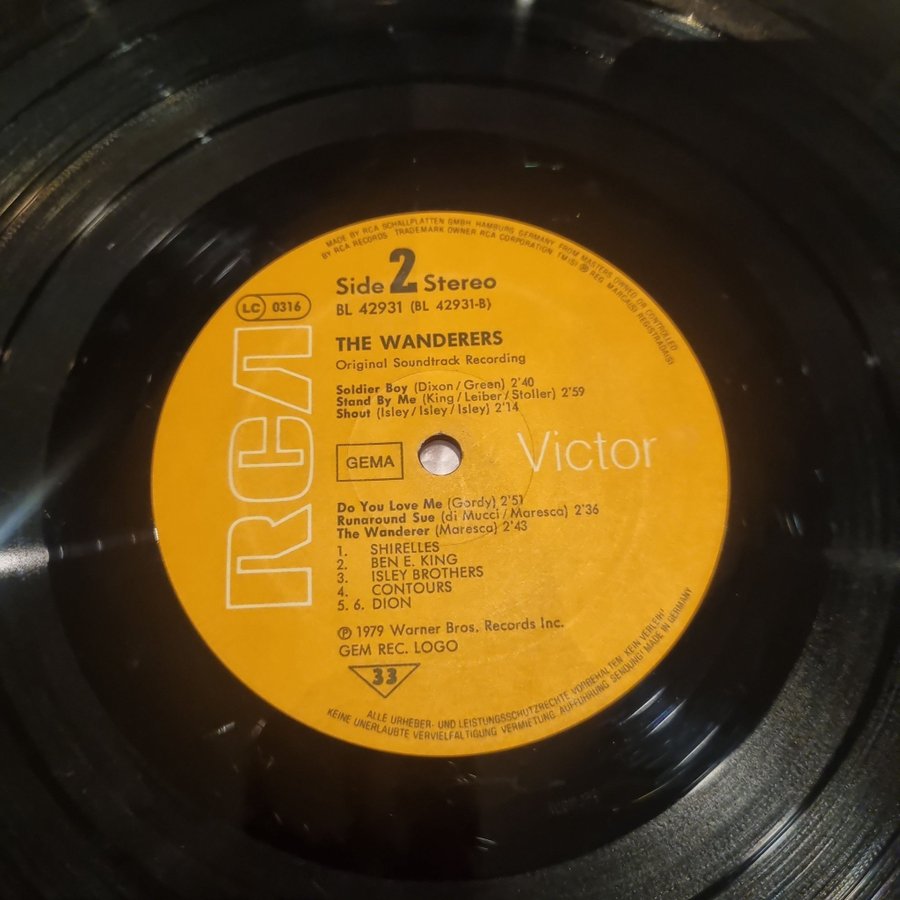 MADE BY RCA SCHALLPLATTEN GMBH HAMBURG, GERMANY FROM MASTERS OWNED OR CONTROLLED
BY RCA RECORDS TRADEMARK OWNER RCA CORPORATION. TM(S) ® REG. MARCA(S) REGISTRADA(S)
Side 2 Stereo
BL 42931 (BL 42931-B)
LC 0316
THE WANDERERS
Original Soundtrack Recording
Soldier Boy (Dixon/Green) 2'40
Stand By Me (King/Leiber/Stoller) 2'59
Shout (Isley/Isley/Isley) 2'14
RCA
GEMA
Victor
Do You Love Me (Gordy) 2'51
Runaround Sue (di Mucci/Maresca) 2'36
The Wanderer (Maresca) 2'43
1. SHIRELLES
2. BEN E. KING
3. ISLEY BROTHERS
4. CONTOURS
5. 6. DION
℗ 1979 Warner Bros. Records Inc.
GEM REC. LOGO
33
ALLE URHEBER- UND LEISTUNGSSCHUTZRECHTE VORBEHALTEN. KEIN VERLEIH!
KEINE UNERLAUBTE VERVIELFÄLTIGUNG, VERMIETUNG, AUFFÜHRUNG, SENDUNG! MADE IN GERMANY